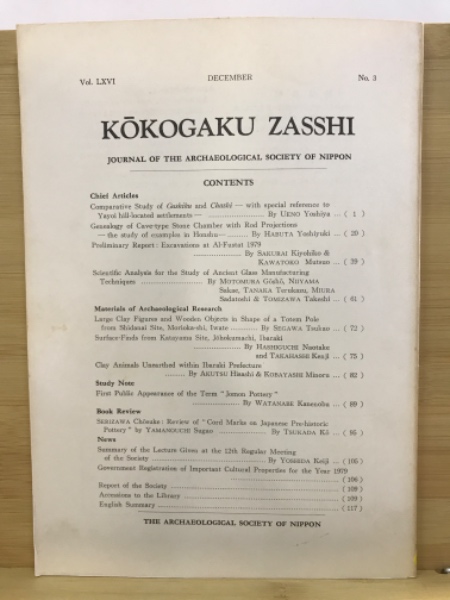 Vol. LXVI DECEMBER No. 3
KŌKOGAKU ZASSHI
JOURNAL OF THE ARCHAEOLOGICAL SOCIETY OF NIPPON
CONTENTS
Chief Articles
Comparative Study of and Chashi — with special reference to
Yayoi hill-located settlements — By UENO Yoshiya ... ( 1 )
Genealogy of Cave-type Stone Chamber with Rod Projections
— the study of examples in Honshu — By HABUTA Yoshiyuki ... ( 20 )
Preliminary Report: Excavations at Al-Fustat 1979
By SAKURAI Kiyohiko &
KAWATOKO Mutsuo ... ( 39 )
Scientific Analysis for the Study of Ancient Glass Manufacturing
Techniques By MUROMURA Gōshō, NIIYAMA
Sakae, TANAKA Terukazu, MIURA
Sadatoshi & TOMIZAWA Takeshi ... ( 61 )
Materials of Archaeological Research
Large Clay Figures and Wooden Objects in Shape of a Totem Pole
from Shidanai Site, Morioka-shi, Iwate By SEGAWA Tsukuo ... ( 72 )
Surface-Finds from Katayama Site, Jōhokumachi, Ibaraki
By HASHIGUCHI Naotake
and TAKAHASHI Kenji ... ( 75 )
Clay Animals Unearthed within Ibaraki Prefecture
By AKUTSU Hisashi & KOBAYASHI Minoru ... ( 82 )
Study Note
First Public Appearance of the Term "Jomon Pottery"
By WATANABE Kanenobu ... ( 89 )
Book Review
SERIZAWA Chōsuke: Review of "Cord Marks on Japanese Pre-historic
Pottery" by YAMANOUCHI Sugao By TSUKADA Kō ... ( 95 )
News
Summary of the Lecture Given at the 12th Regular Meeting
of the Society By YOSHIDA Keiji ... ( 105 )
Government Registration of Important Cultural Properties for the Year 1979
... ( 106 )
Report of the Society ( 109 )
Accessions to the Library ( 109 )
English Summary ( 117 )
THE ARCHAEOLOGICAL SOCIETY OF NIPPON